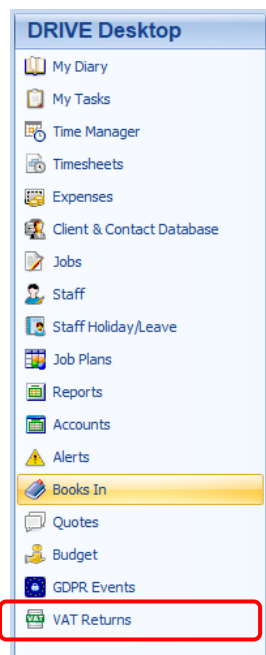 DRIVE Desktop
My Diary
My Tasks
Time Manager
Timesheets
Expenses
Client & Contact Database
Jobs
Staff
Staff Holiday/Leave
Job Plans
Reports
Accounts
Alerts
Books In
Quotes
Budget
GDPR Events
VAT VAT Returns